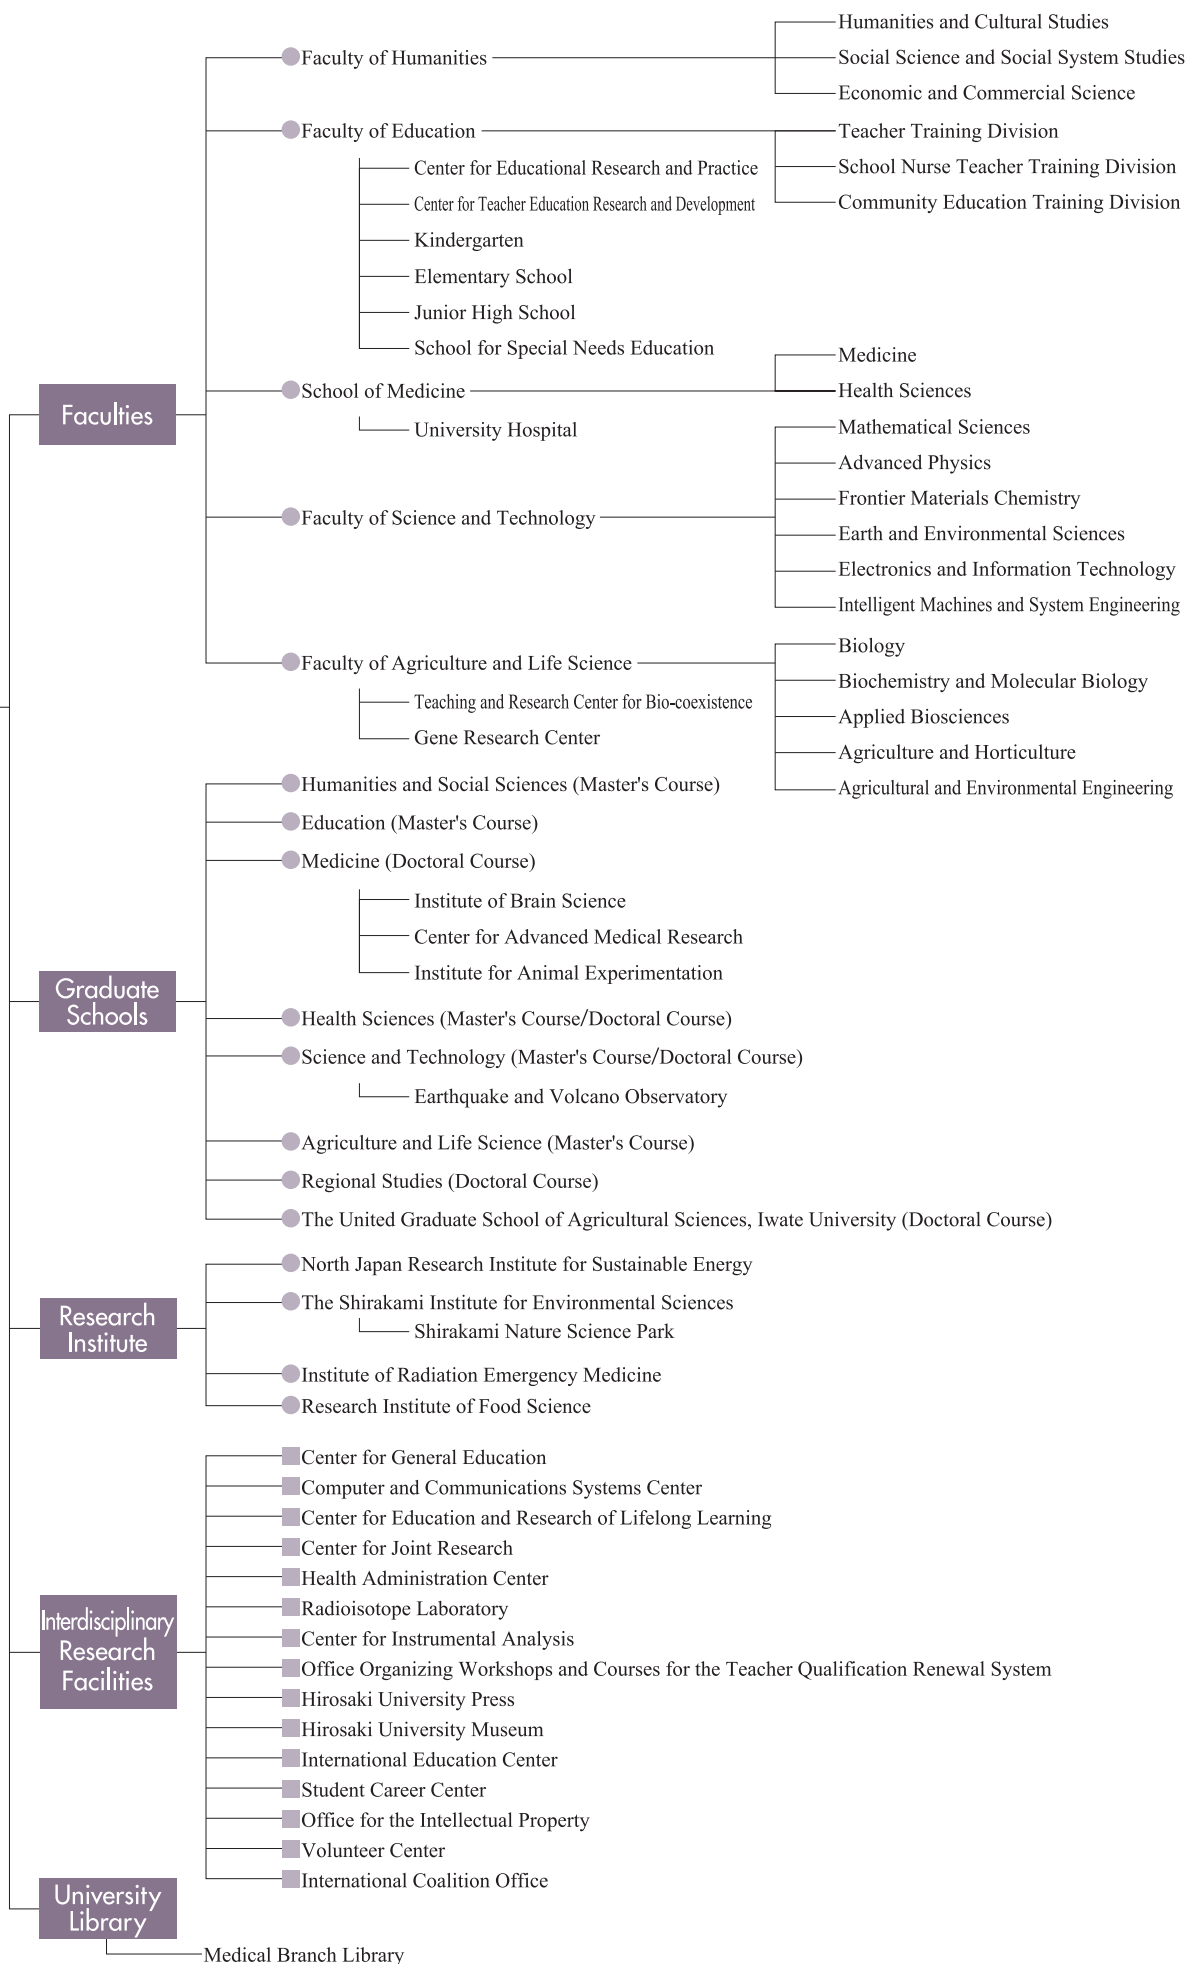 Faculties
Faculty of Humanities
Humanities and Cultural Studies
Social Science and Social System Studies
Economic and Commercial Science
Faculty of Education
Teacher Training Division
School Nurse Teacher Training Division
Community Education Training Division
Center for Educational Research and Practice
Center for Teacher Education Research and Development
Kindergarten
Elementary School
Junior High School
School for Special Needs Education
School of Medicine
Medicine
Health Sciences
University Hospital
Faculty of Science and Technology
Mathematical Sciences
Advanced Physics
Frontier Materials Chemistry
Earth and Environmental Sciences
Electronics and Information Technology
Intelligent Machines and System Engineering
Faculty of Agriculture and Life Science
Biology
Biochemistry and Molecular Biology
Applied Biosciences
Agriculture and Horticulture
Agricultural and Environmental Engineering
Teaching and Research Center for Bio-coexistence
Gene Research Center
Graduate
Schools
Humanities and Social Sciences (Master's Course)
Education (Master's Course)
Medicine (Doctoral Course)
Institute of Brain Science
Center for Advanced Medical Research
Institute for Animal Experimentation
Health Sciences (Master's Course/Doctoral Course)
Science and Technology (Master's Course/Doctoral Course)
Earthquake and Volcano Observatory
Agriculture and Life Science (Master's Course)
Regional Studies (Doctoral Course)
The United Graduate School of Agricultural Sciences, Iwate University (Doctoral Course)
Research
Institute
North Japan Research Institute for Sustainable Energy
The Shirakami Institute for Environmental Sciences
Shirakami Nature Science Park
Institute of Radiation Emergency Medicine
Research Institute of Food Science
Interdisciplinary
Research
Facilities
Center for General Education
Computer and Communications Systems Center
Center for Education and Research of Lifelong Learning
Center for Joint Research
Health Administration Center
Radioisotope Laboratory
Center for Instrumental Analysis
Office Organizing Workshops and Courses for the Teacher Qualification Renewal System
Hirosaki University Press
Hirosaki University Museum
International Education Center
Student Career Center
Office for the Intellectual Property
Volunteer Center
International Coalition Office
University
Library
Medical Branch Library